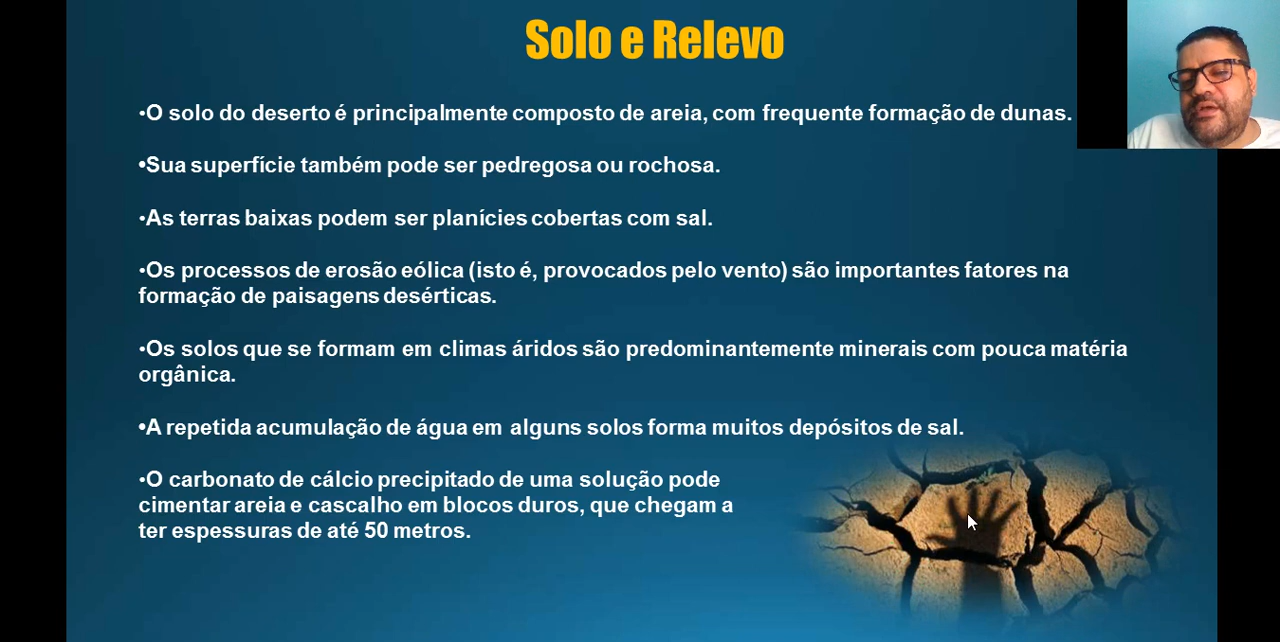 Solo e Relevo
•O solo do deserto é principalmente composto de areia, com frequente formação de dunas.
•Sua superfície também pode ser pedregosa ou rochosa.
•As terras baixas podem ser planícies cobertas com sal.
•Os processos de erosão eólica (isto é, provocados pelo vento) são importantes fatores na
formação de paisagens desérticas.
•Os solos que se formam em climas áridos são predominantemente minerais com pouca matéria
orgânica.
•A repetida acumulação de água em alguns solos forma muitos depósitos de sal.
•O carbonato de cálcio precipitado de uma solução pode
cimentar areia e cascalho em blocos duros, que chegam a
ter espessuras de até 50 metros.